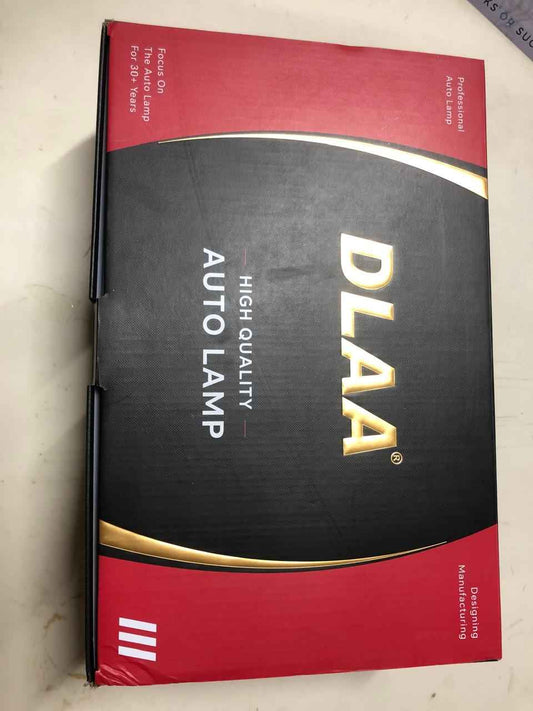 Professional
Auto Lamp
Designing
Manufacturing
DLAA®
HIGH QUALITY
AUTO LAMP
Focus On
The Auto Lamp
For 30+ Years